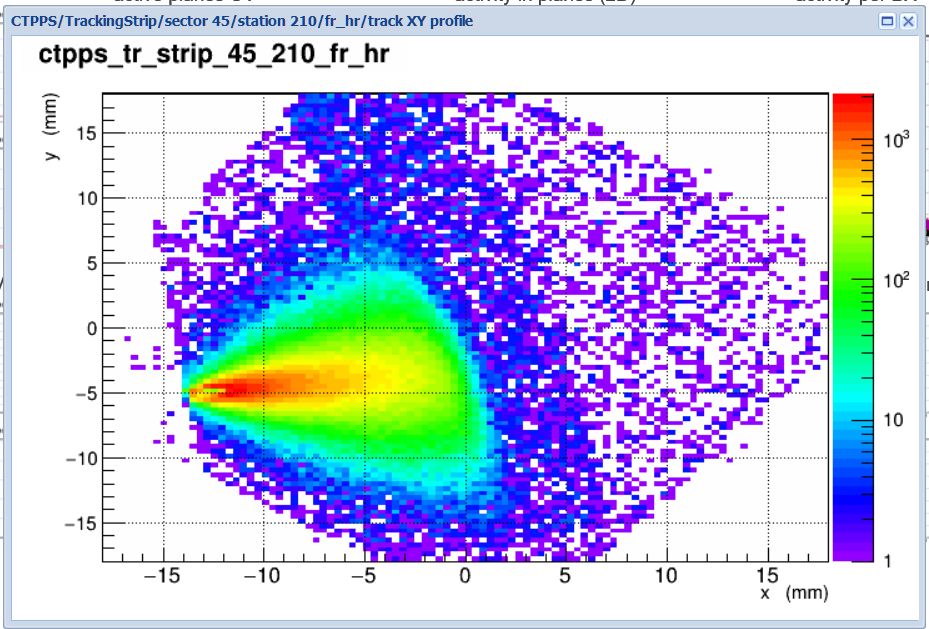 CTPPS/TrackingStrip/sector 45/station 210/fr_hr/track XY profile
ctpps_tr_strip_45_210_fr_hr
y (mm)
15
10
5
0
−5
−10
−15
−15 −10 −5 0 5 10 15
x (mm)
10³
10²
10
1